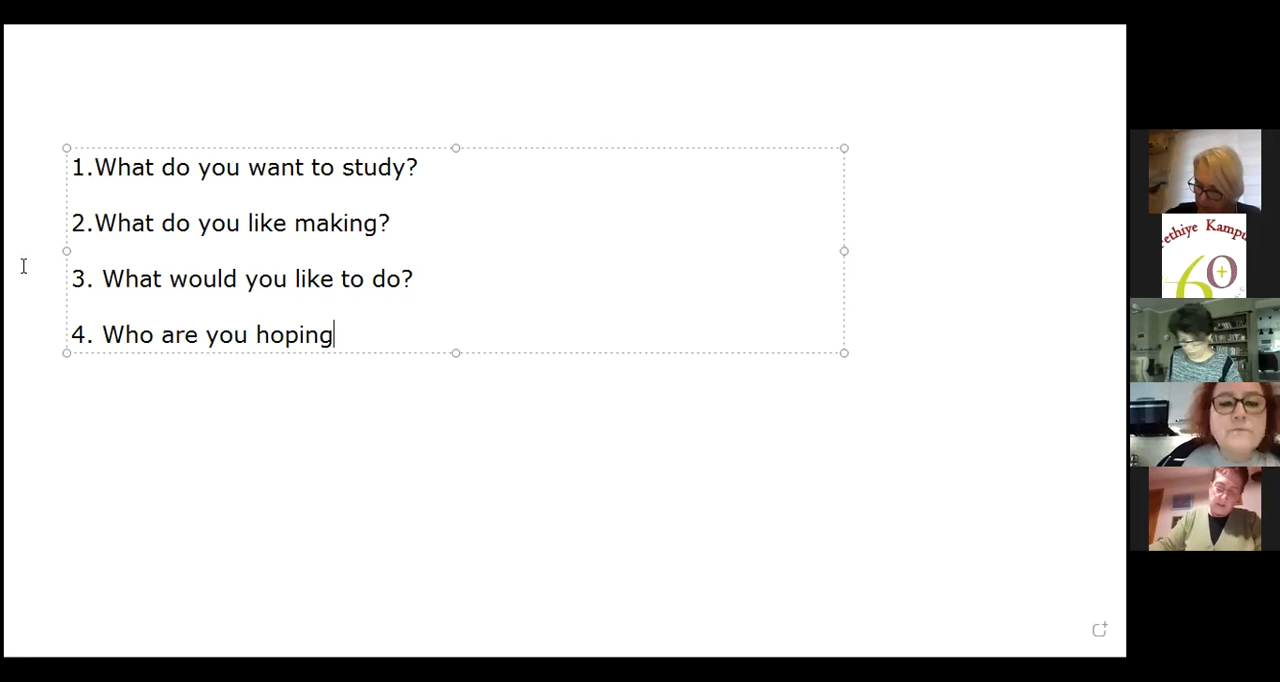 1.What do you want to study?
2.What do you like making?
3. What would you like to do?
4. Who are you hoping
ethiye Kampu
60
+